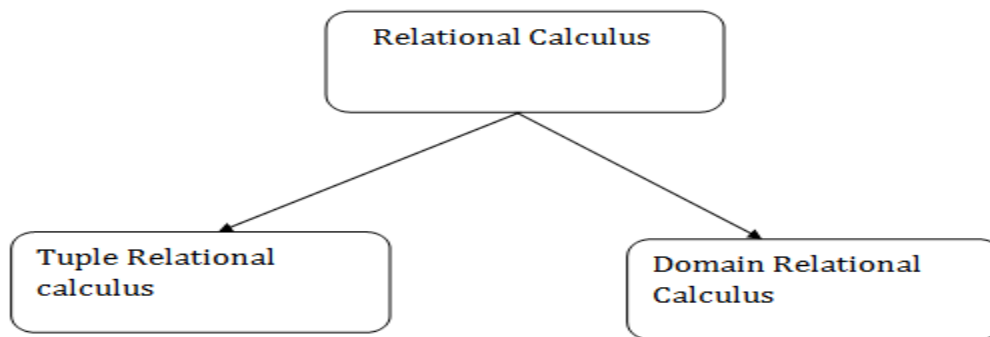 Relational Calculus
Tuple Relational
calculus
Domain Relational
Calculus